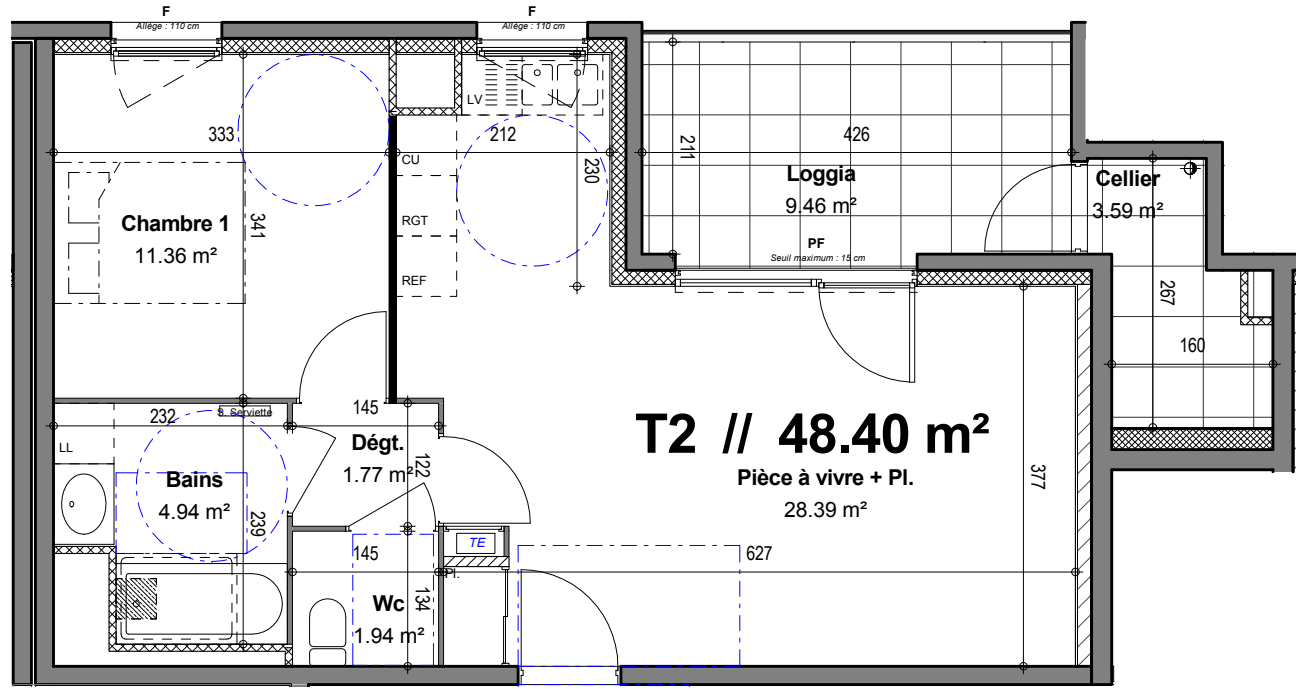 F
Allège : 110 cm
F
Allège : 110 cm
LV
333
212
211
426
230
CU
Loggia
9.46 m²
Cellier
3.59 m²
Chambre 1
11.36 m²
341
RGT
PF
Seuil maximum : 15 cm
REF
267
160
232
S. Serviette
145
LL
Dégt.
1.77 m²
122
T2 // 48.40 m²
Pièce à vivre + Pl.
28.39 m²
377
Bains
4.94 m²
239
TE
145
627
Pl.
Wc
1.94 m²
134